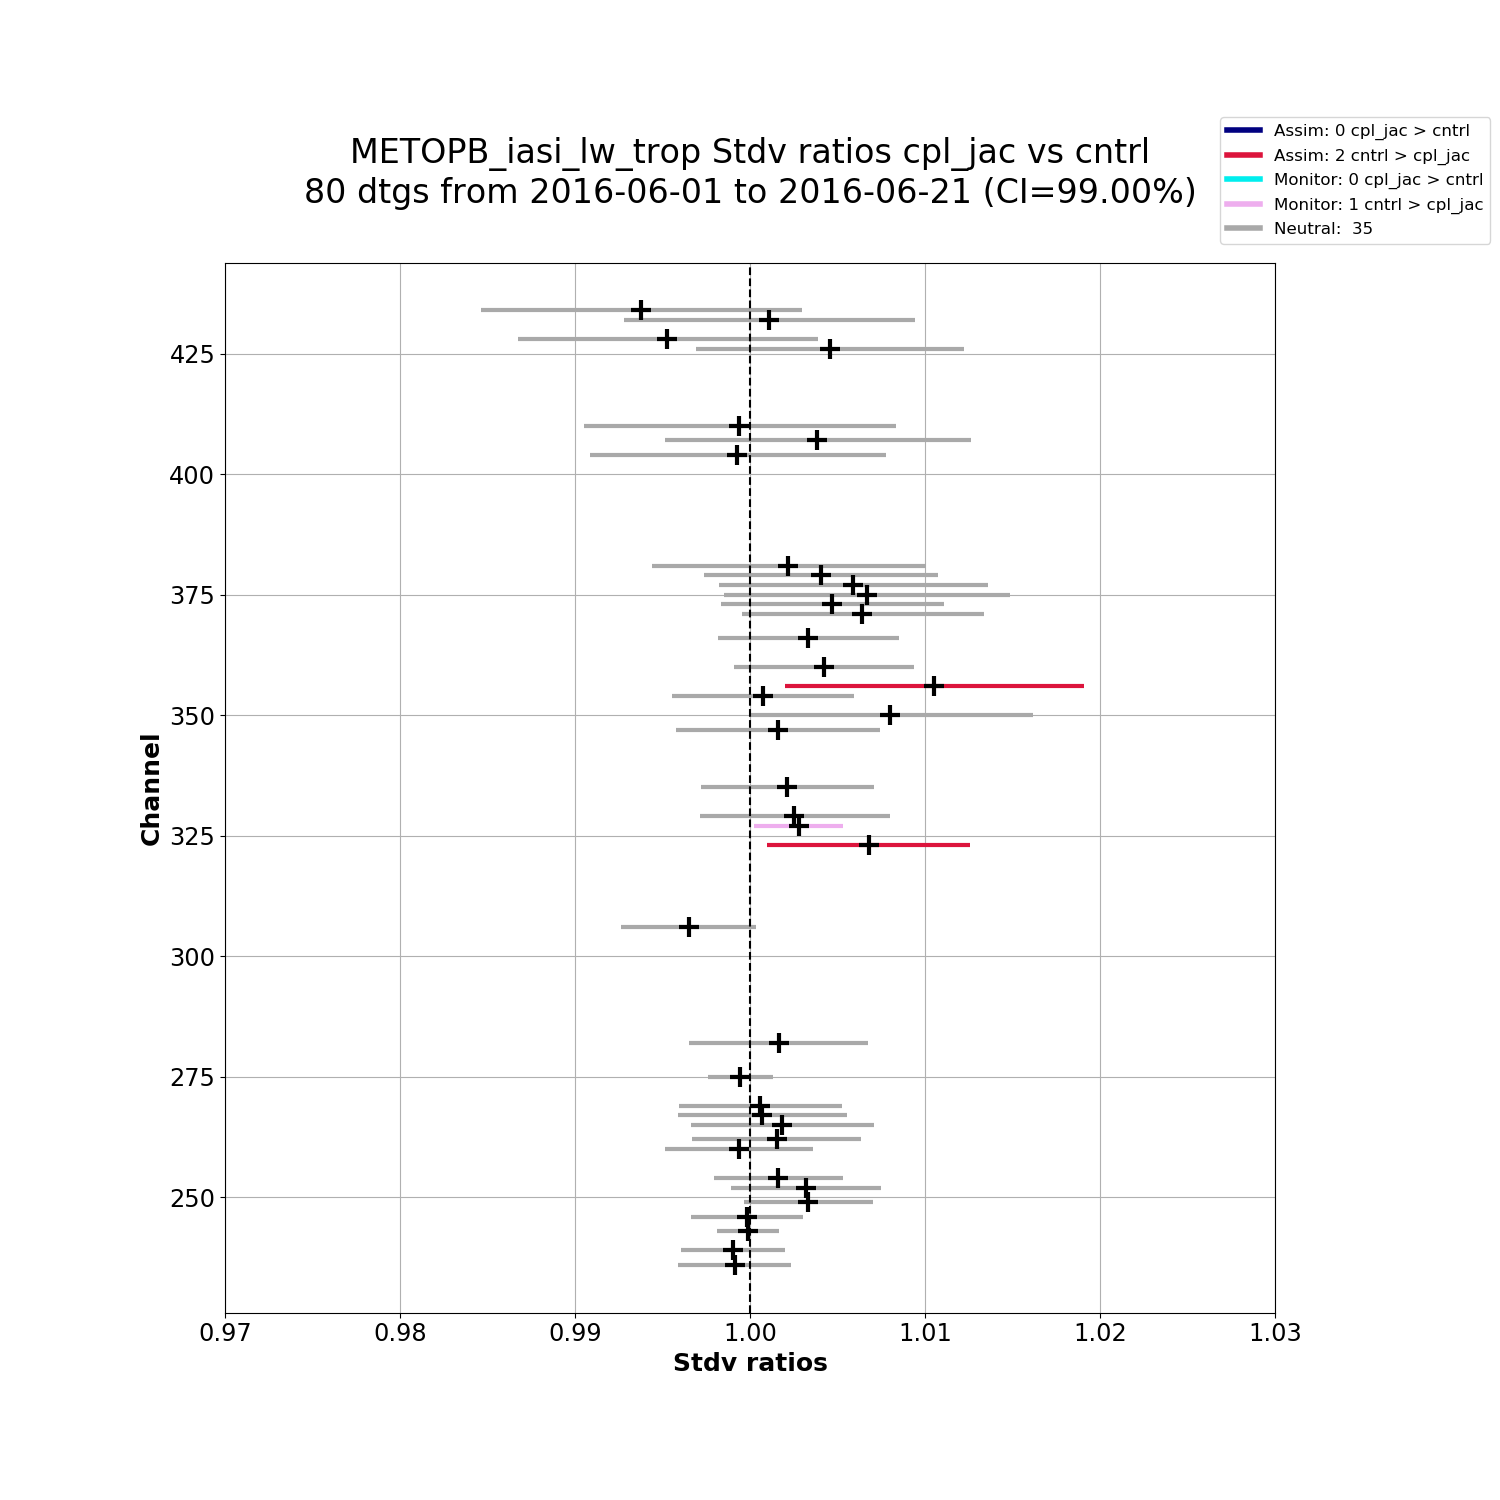 METOPB_iasi_lw_trop Stdv ratios cpl_jac vs cntrl
80 dtgs from 2016-06-01 to 2016-06-21 (CI=99.00%)
Assim: 0 cpl_jac > cntrl
Assim: 2 cntrl > cpl_jac
Monitor: 0 cpl_jac > cntrl
Monitor: 1 cntrl > cpl_jac
Neutral:  35
425
400
375
350
325
300
275
250
Channel
0.97 0.98 0.99 1.00 1.01 1.02 1.03
Stdv ratios